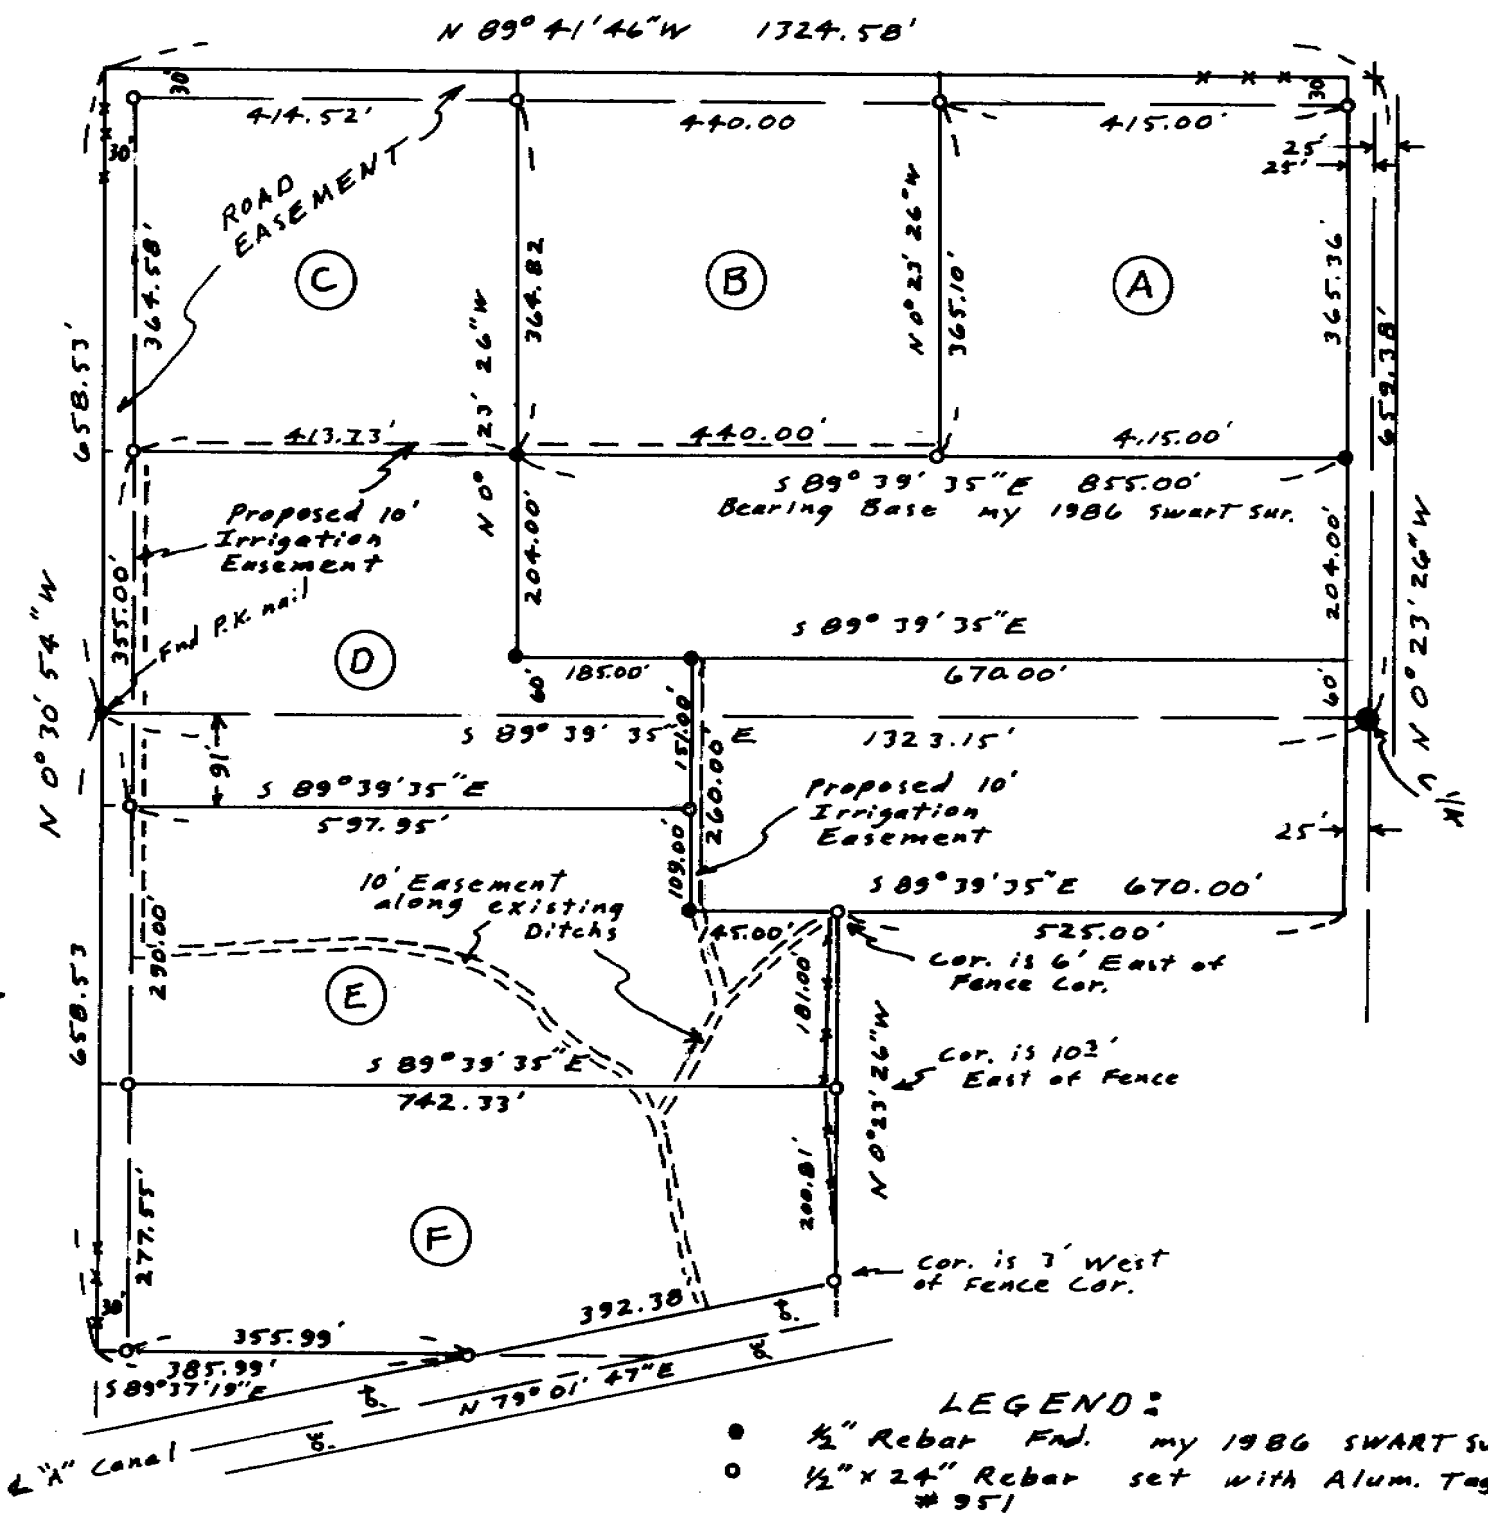 N 89° 41' 46" W 1324.58'
30'
30'
414.52'
440.00
415.00'
25'
25'
30'
ROAD
EASEMENT
364.58'
C
364.82
B
N 0° 23' 26" W
365.10'
A
365.36'
659.38'
658.53'
N 0° 23' 26" W
413.73'
440.00'
415.00'
S 89° 39' 35" E 855.00'
Bearing Base my 1986 Swart Sur.
Proposed 10'
Irrigation
Easement
204.00'
204.00'
N 0° 23' 26" W
355.00'
Fnd P.K. nail
N 0° 30' 54" W
D
S 89° 39' 35" E
60'
185.00'
670.00'
60'
91'
S 89° 39' 35" E 1323.15'
151.00'
260.00'
S 89° 39' 35" E
597.95'
Proposed 10'
Irrigation
Easement
25'
109.00'
10' Easement
along existing
Ditchs
S 89° 39' 35" E 670.00'
145.00'
525.00'
Cor. is 6' East of
Fence Cor.
290.00'
658.53
E
181.00'
N 0° 23' 26" W
Cor. is 10³'
East of Fence
S 89° 39' 35" E
742.33'
200.81'
277.55'
F
Cor. is 3' West
of Fence Cor.
30'
392.38'
355.99'
385.99'
S 89° 37' 19" E
N 79° 01' 47" E
℄ "A" Canal
LEGEND:
½" Rebar Fnd. my 1986 SWART
½" x 24" Rebar set with Alum. Tag
# 951